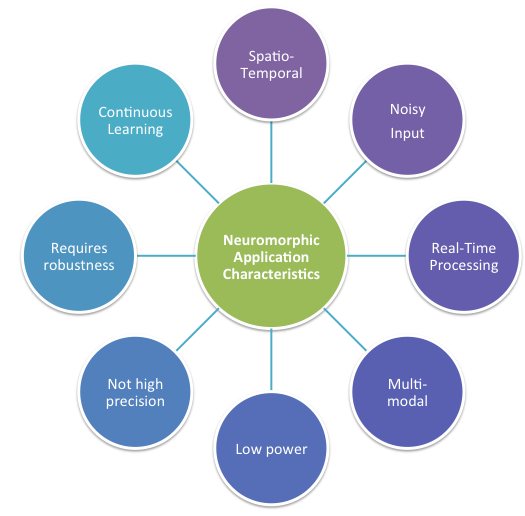 Spatio-
Temporal
Noisy
Input
Real-Time
Processing
Multi-
modal
Low power
Not high
precision
Requires
robustness
Continuous
Learning
Neuromorphic
Application
Characteristics